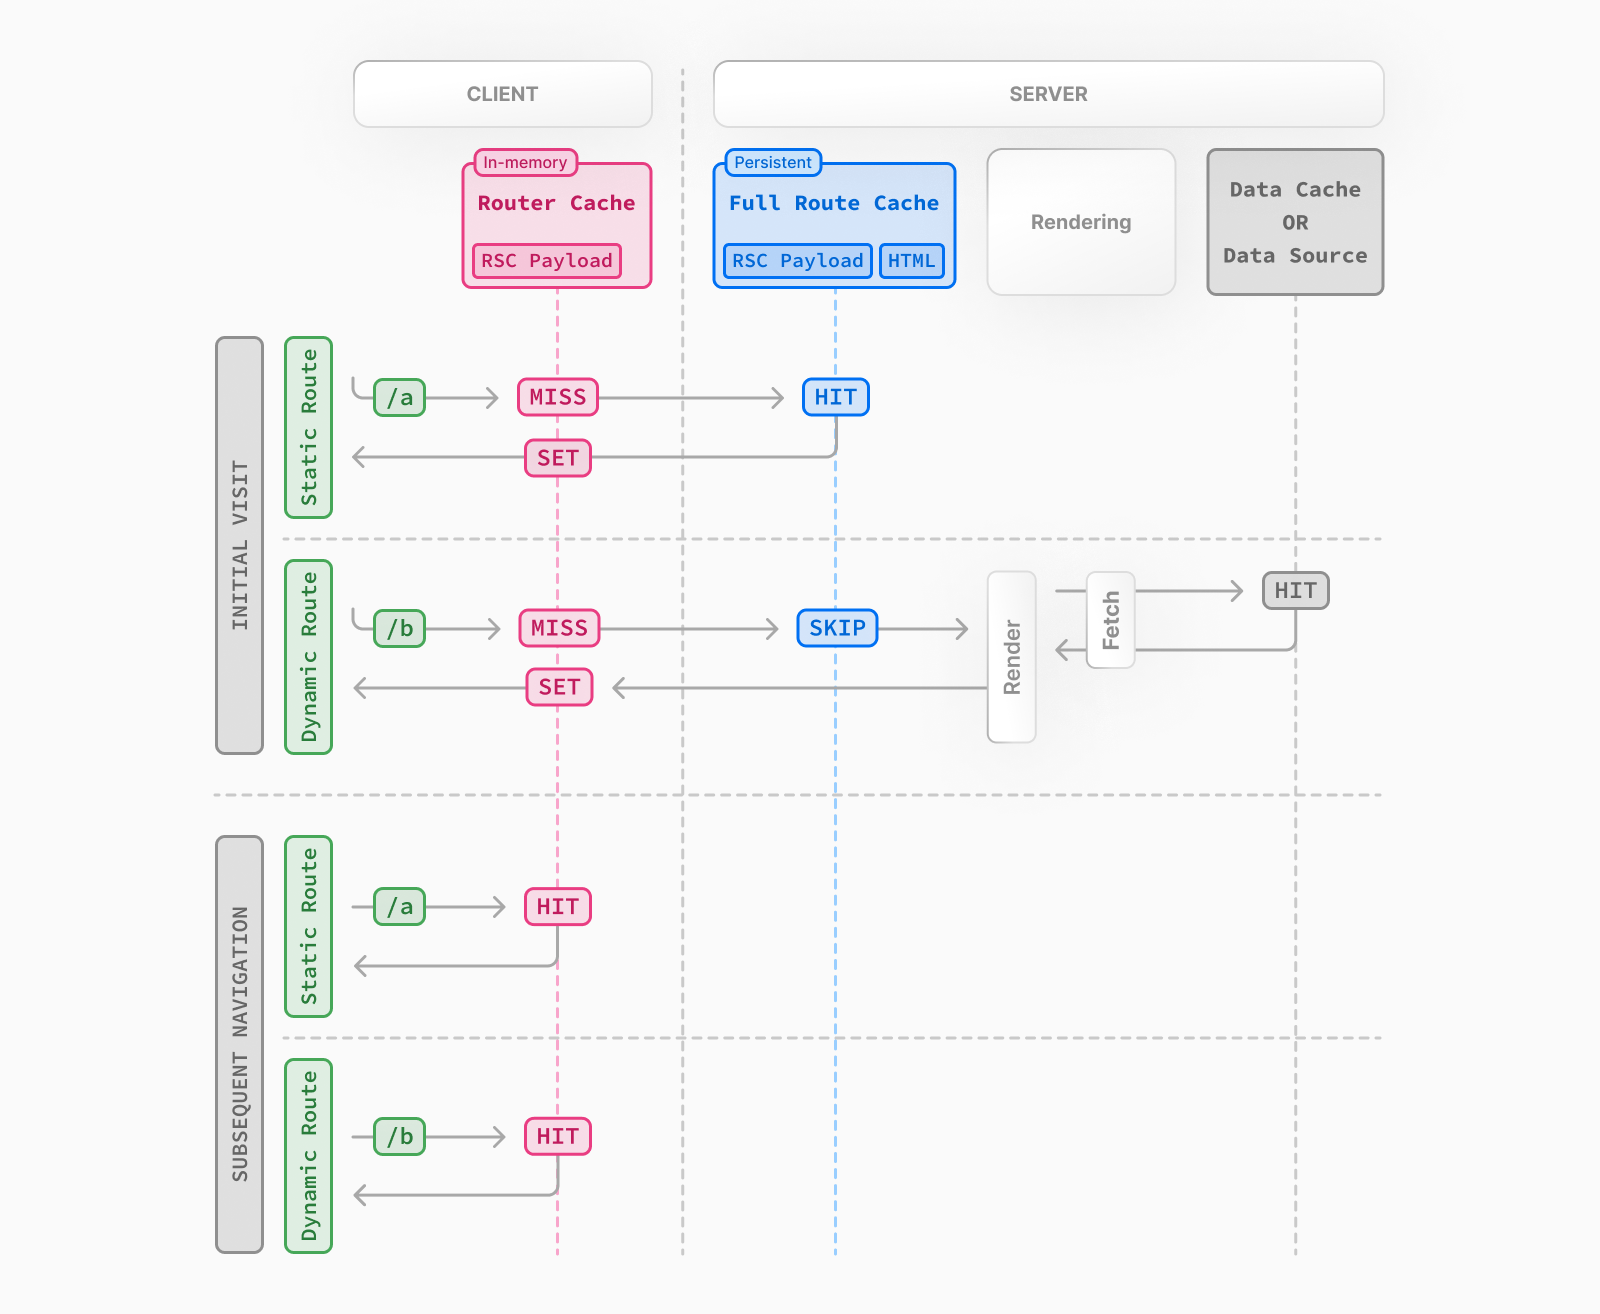 CLIENT
SERVER
In-memory
Router Cache
RSC Payload
Persistent
Full Route Cache
RSC Payload
HTML
Rendering
Data Cache
OR
Data Source
INITIAL VISIT
Static Route
/a
MISS
HIT
SET
Dynamic Route
/b
MISS
SKIP
Render
Fetch
HIT
SET
SUBSEQUENT NAVIGATION
Static Route
/a
HIT
Dynamic Route
/b
HIT